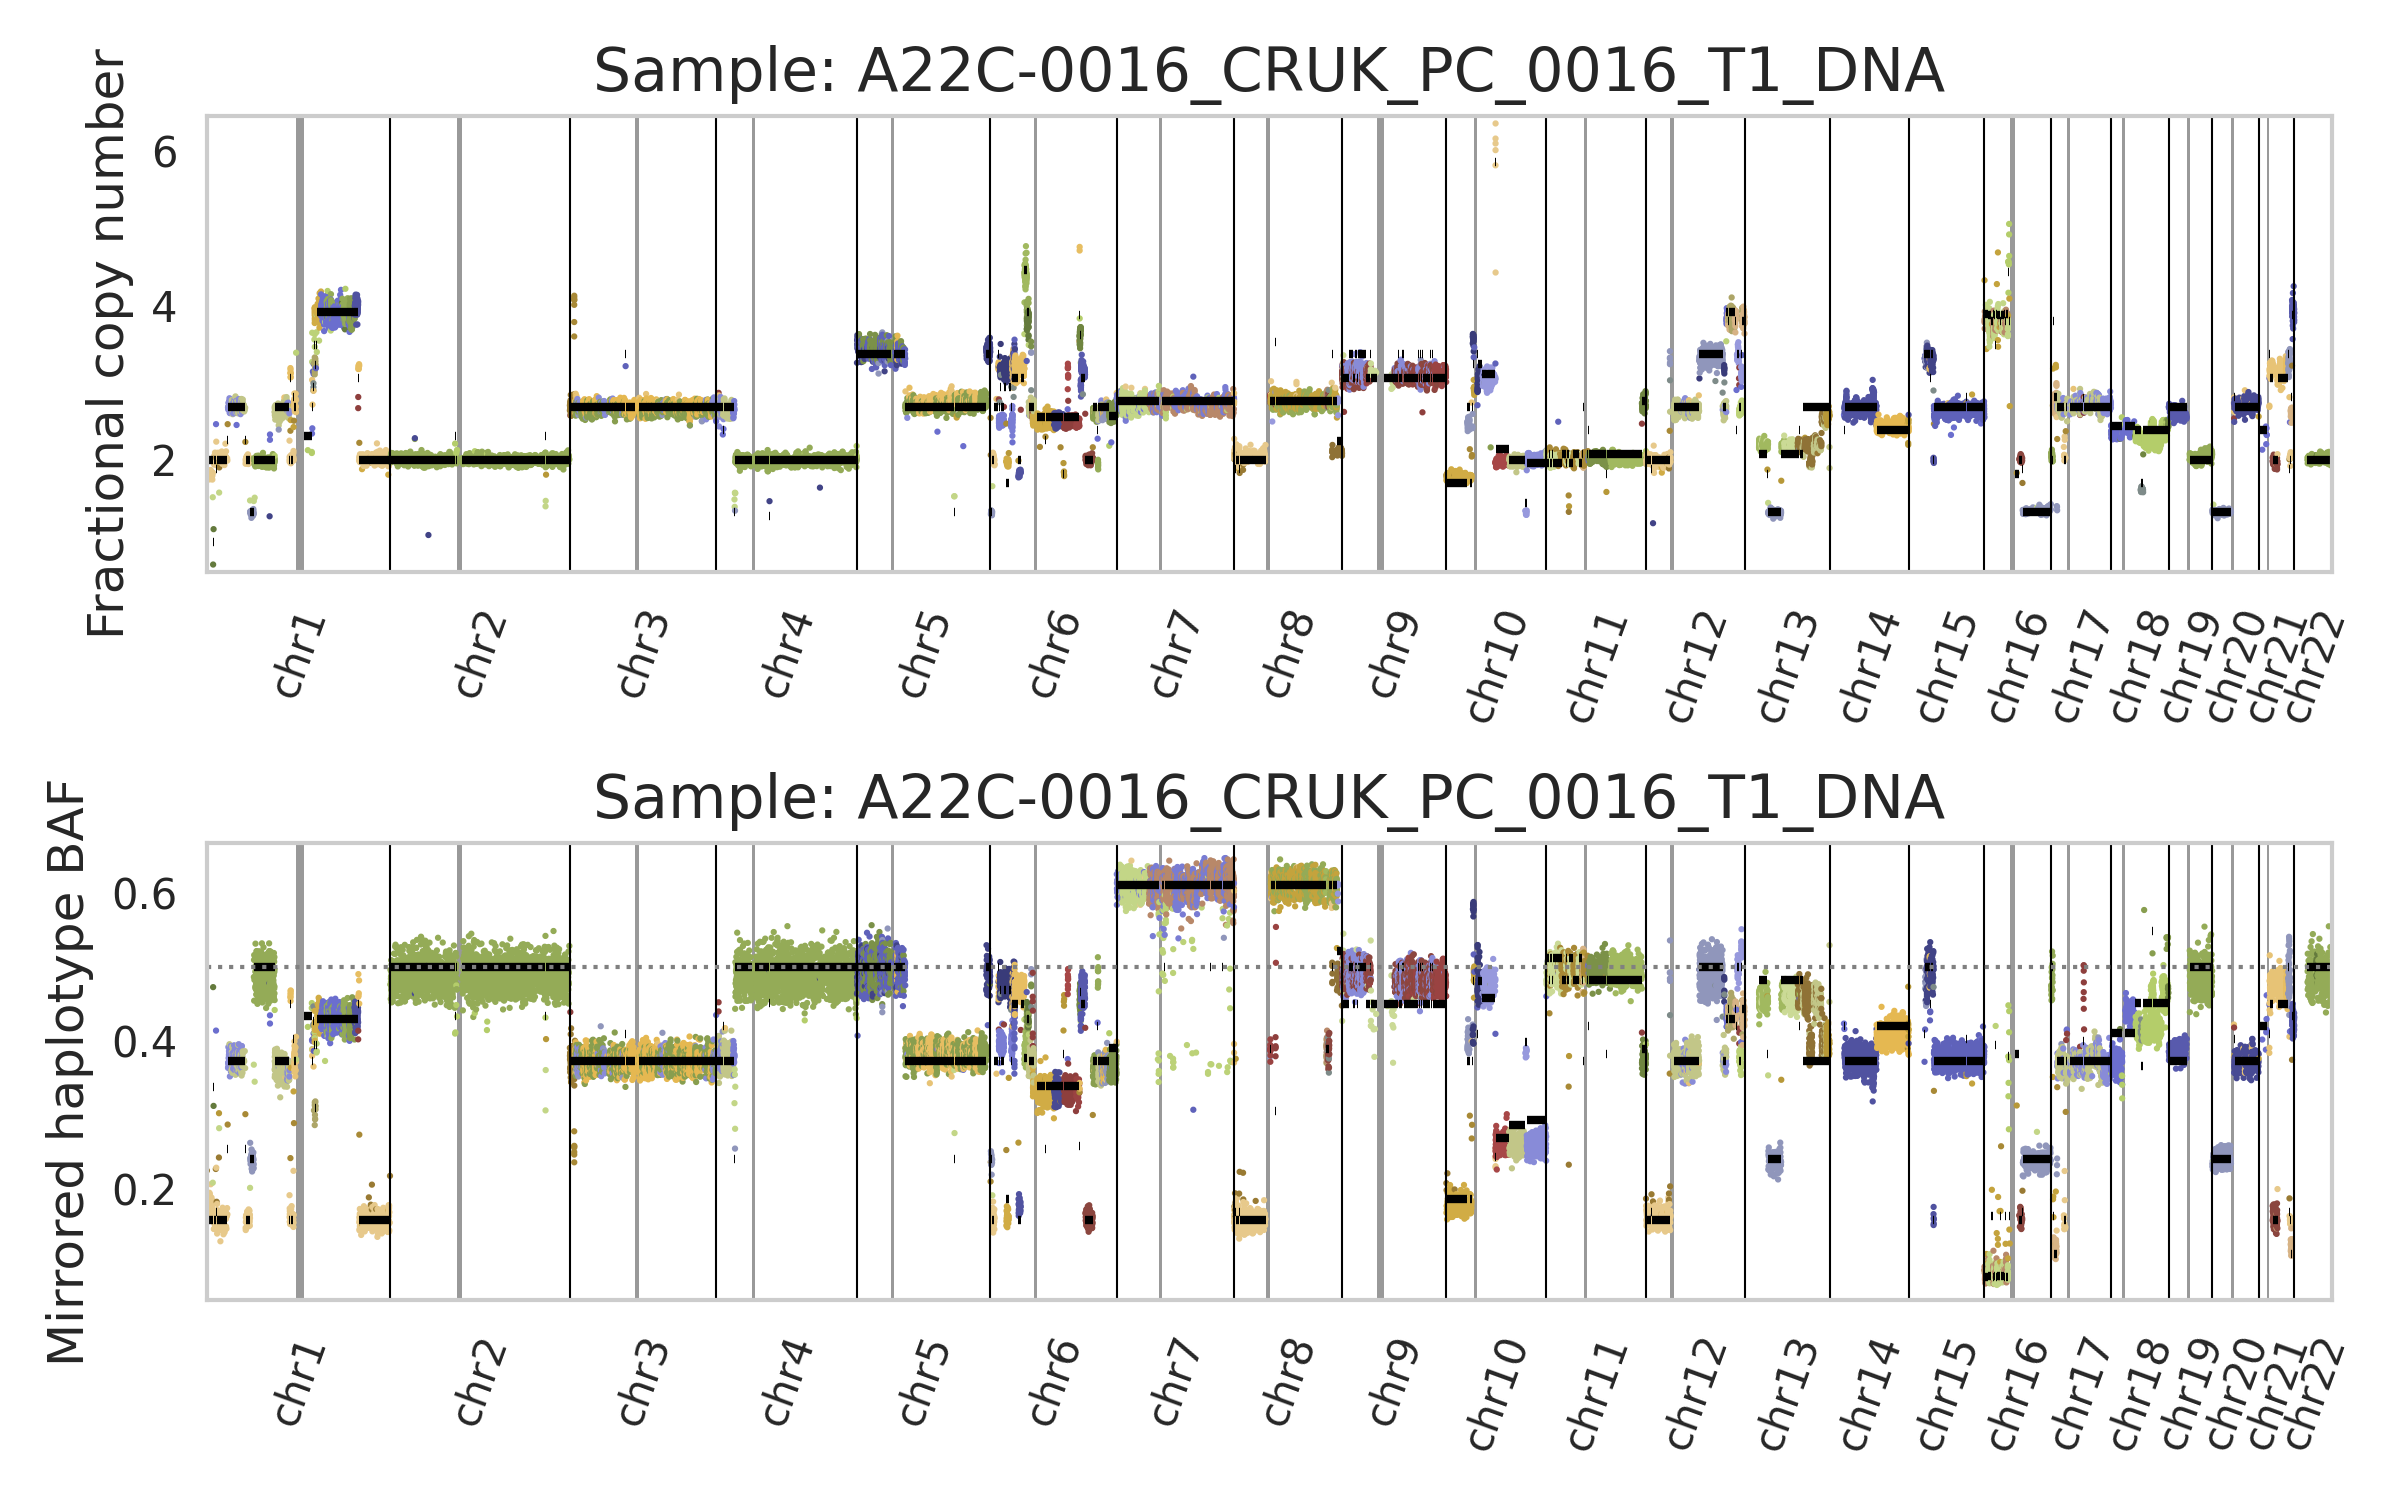 Sample: A22C-0016_CRUK_PC_0016_T1_DNA
Fractional copy number
6
4
2
chr1 chr2 chr3 chr4 chr5 chr6 chr7 chr8 chr9 chr10 chr11 chr12 chr13 chr14 chr15 chr16 chr17 chr18 chr19 chr20 chr21 chr22
Sample: A22C-0016_CRUK_PC_0016_T1_DNA
Mirrored haplotype BAF
0.6
0.4
0.2
chr1 chr2 chr3 chr4 chr5 chr6 chr7 chr8 chr9 chr10 chr11 chr12 chr13 chr14 chr15 chr16 chr17 chr18 chr19 chr20 chr21 chr22